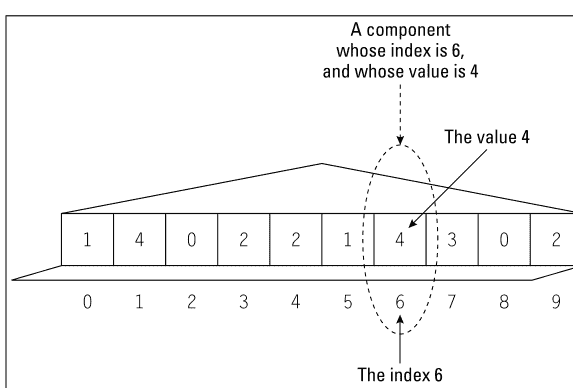 A component
whose index is 6,
and whose value is 4
The value 4
1 4 0 2 2 1 4 3 0 2
0 1 2 3 4 5 6 7 8 9
The index 6